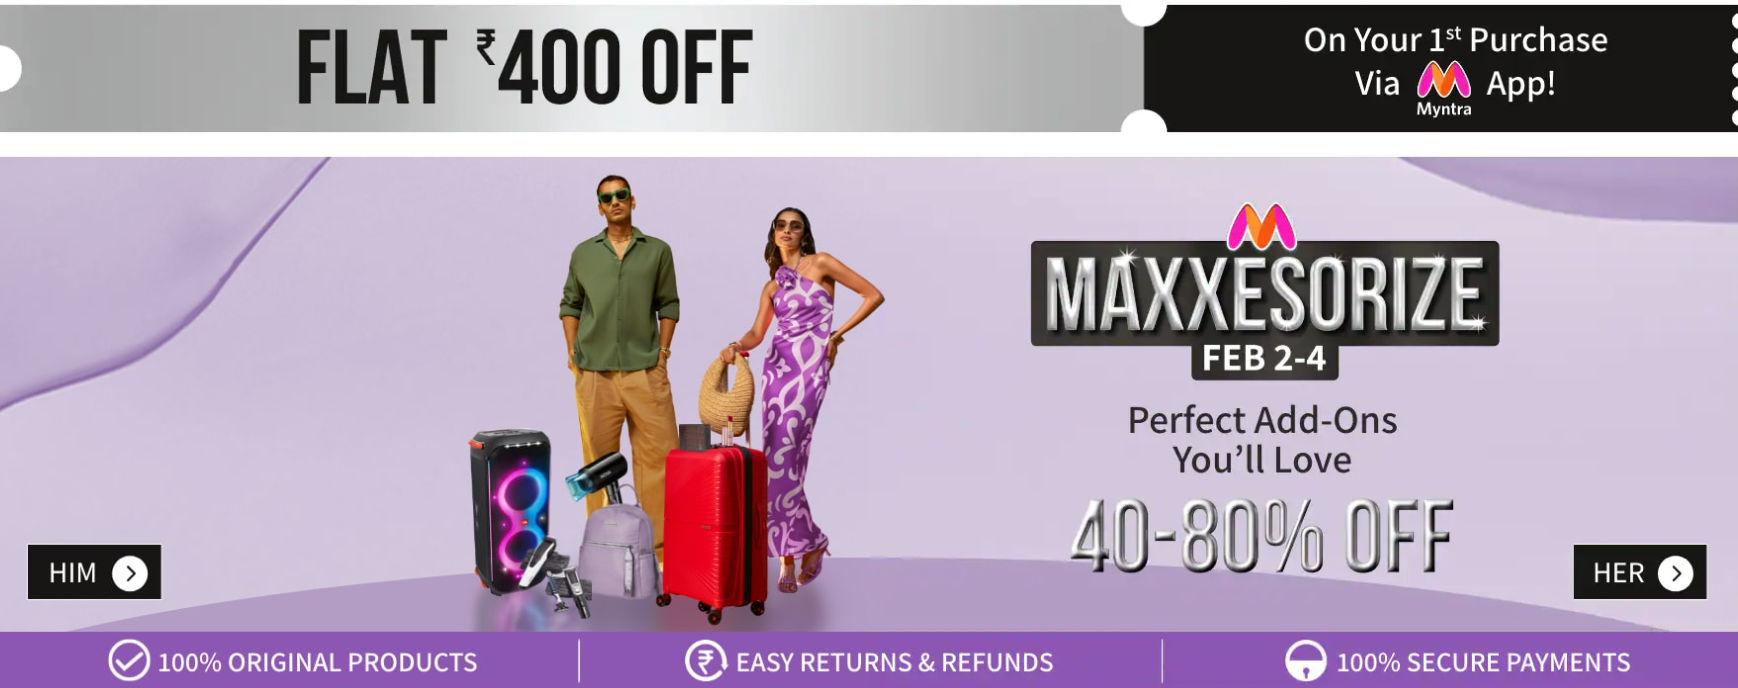 FLAT ₹400 OFF
On Your 1st Purchase
Via Myntra App!
MAXXESORIZE
FEB 2-4
Perfect Add-Ons
You'll Love
40-80% OFF
HIM
HER
100% ORIGINAL PRODUCTS
EASY RETURNS & REFUNDS
100% SECURE PAYMENTS